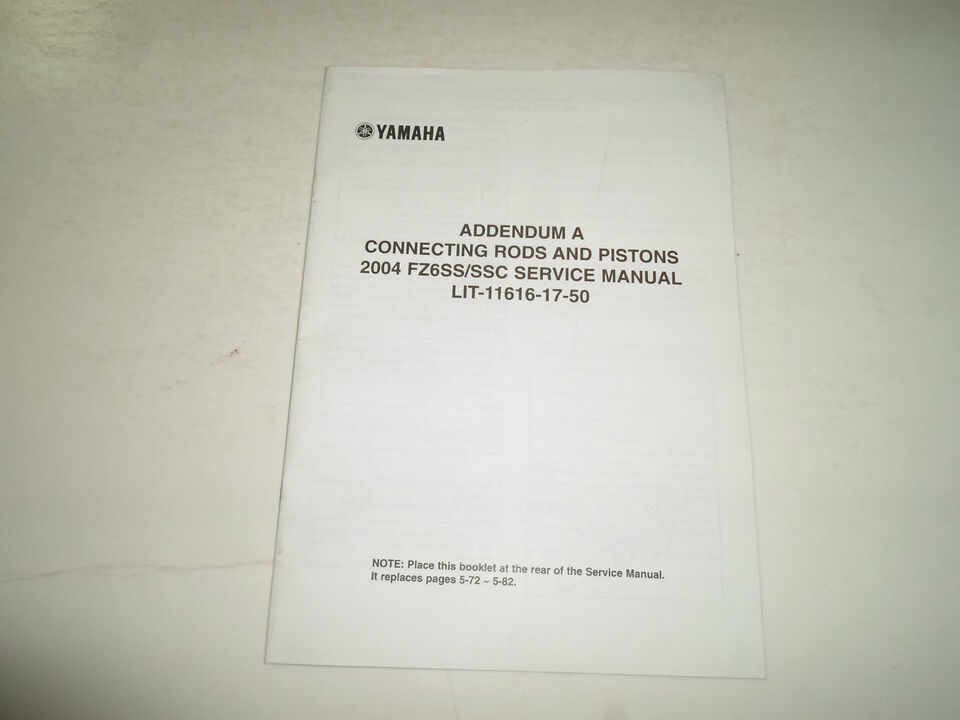 YAMAHA
ADDENDUM A
CONNECTING RODS AND PISTONS
2004 FZ6SS/SSC SERVICE MANUAL
LIT-11616-17-50
NOTE: Place this booklet at the rear of the Service Manual.
It replaces pages 5-72 ~ 5-82.